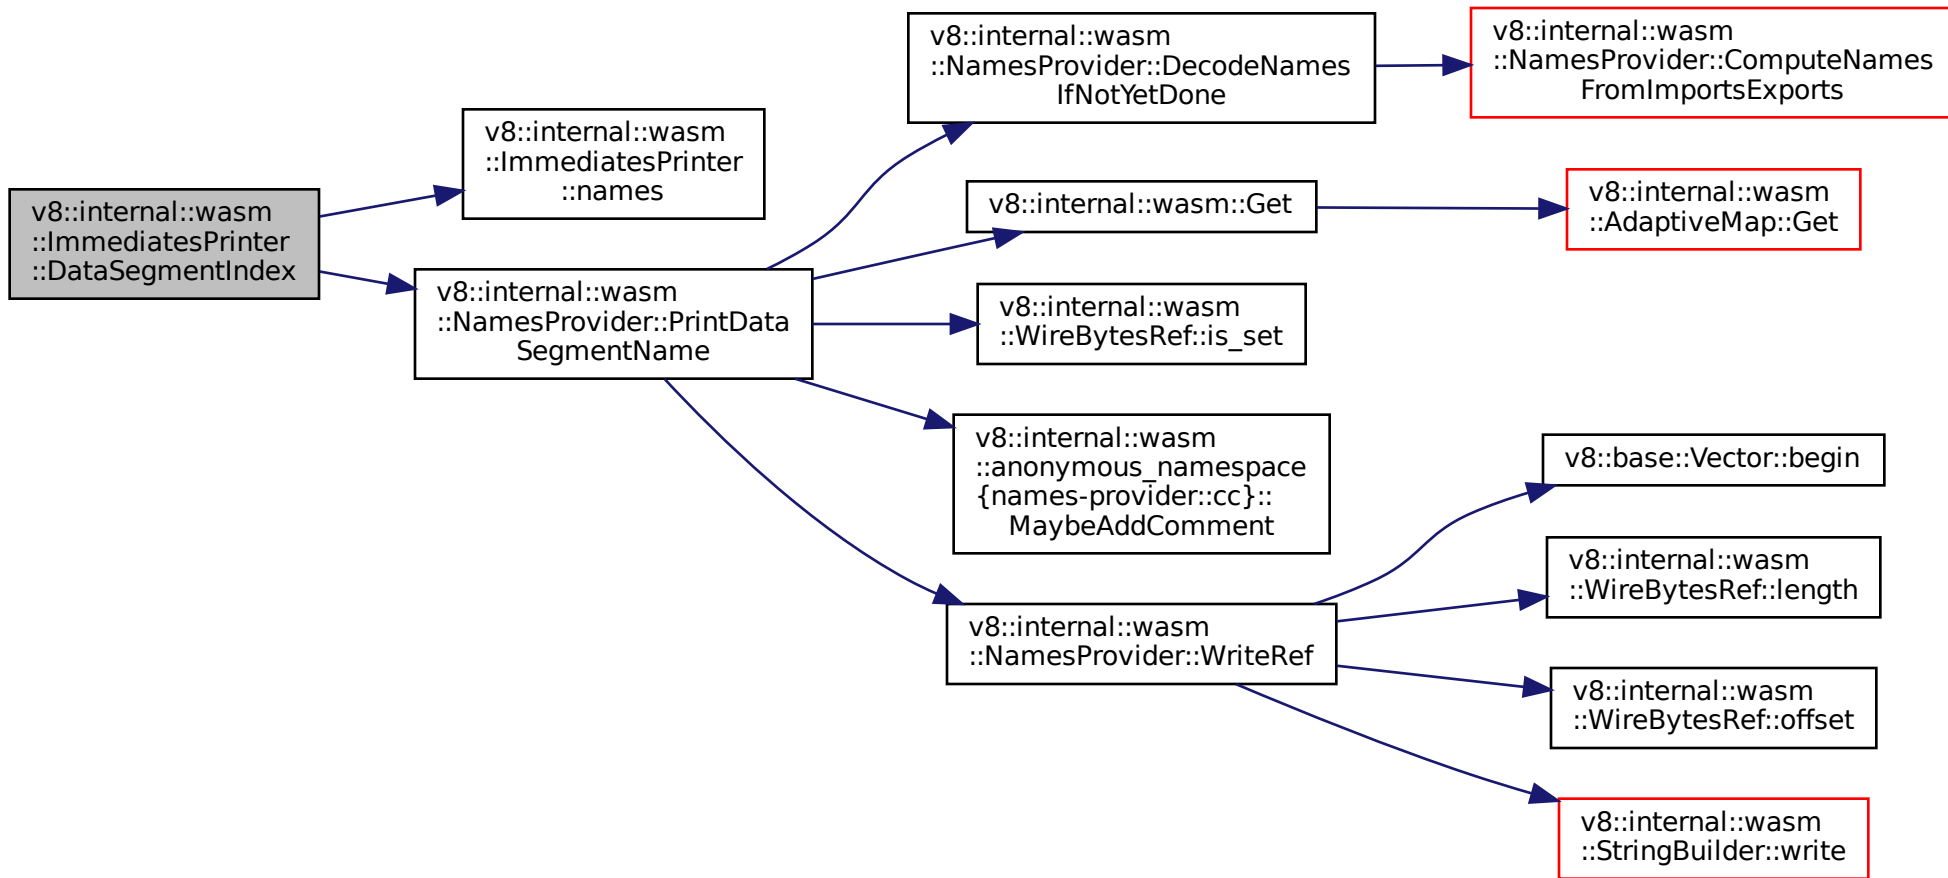 v8::internal::wasm
::ImmediatesPrinter
::DataSegmentIndex
v8::internal::wasm
::ImmediatesPrinter
::names
v8::internal::wasm
::NamesProvider::PrintData
SegmentName
v8::internal::wasm
::NamesProvider::DecodeNames
IfNotYetDone
v8::internal::wasm
::NamesProvider::ComputeNames
FromImportsExports
v8::internal::wasm::Get
v8::internal::wasm
::AdaptiveMap::Get
v8::internal::wasm
::WireBytesRef::is_set
v8::internal::wasm
::anonymous_namespace
{names-provider::cc}::
MaybeAddComment
v8::internal::wasm
::NamesProvider::WriteRef
v8::base::Vector::begin
v8::internal::wasm
::WireBytesRef::length
v8::internal::wasm
::WireBytesRef::offset
v8::internal::wasm
::StringBuilder::write